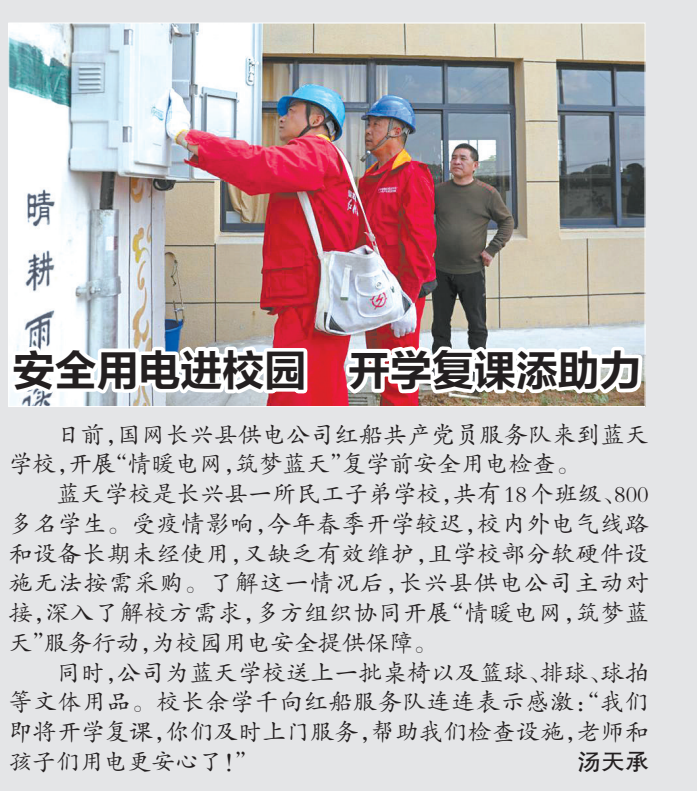 晴
耕
雨
安全用电进校园 开学复课添助力
日前,国网长兴县供电公司红船共产党员服务队来到蓝天
学校,开展“情暖电网,筑梦蓝天”复学前安全用电检查。
蓝天学校是长兴县一所民工子弟学校,共有18个班级、800
多名学生。受疫情影响,今年春季开学较迟,校内外电气线路
和设备长期未经使用,又缺乏有效维护,且学校部分软硬件设
施无法按需采购。了解这一情况后,长兴县供电公司主动对
接,深入了解校方需求,多方组织协同开展“情暖电网,筑梦蓝
天”服务行动,为校园用电安全提供保障。
同时,公司为蓝天学校送上一批桌椅以及篮球、排球、球拍
等文体用品。校长余学千向红船服务队连连表示感激:“我们
即将开学复课,你们及时上门服务,帮助我们检查设施,老师和
孩子们用电更安心了!” 汤天承